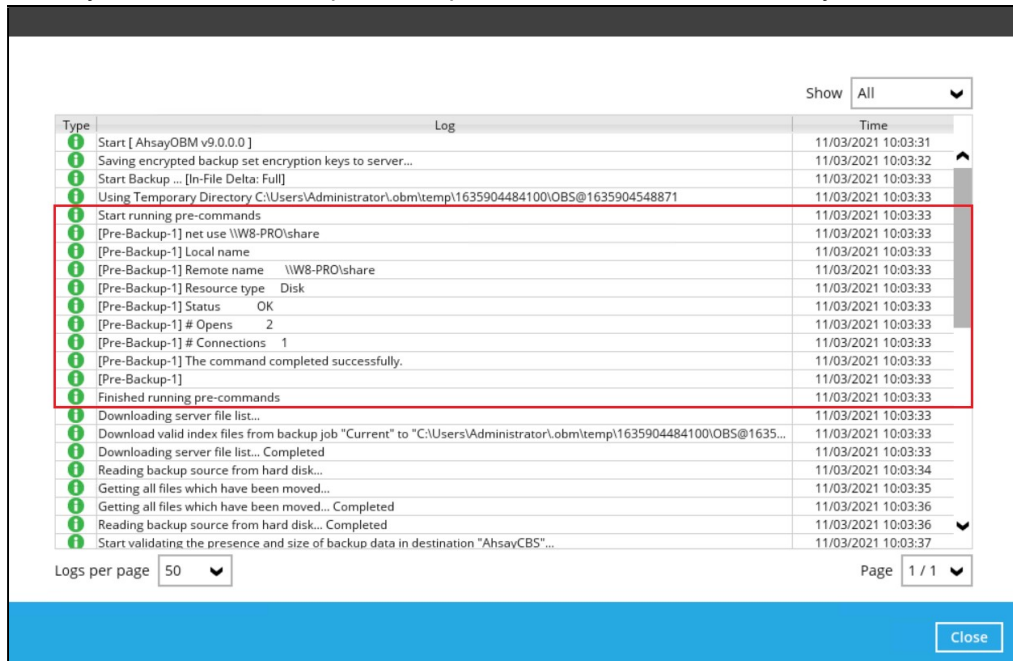 Show All
Type Log Time
Start [ AhsayOBM v9.0.0.0 ] 11/03/2021 10:03:31
Saving encrypted backup set encryption keys to server... 11/03/2021 10:03:32
Start Backup ... [In-File Delta: Full] 11/03/2021 10:03:33
Using Temporary Directory C:\Users\Administrator\.obm\temp\1635904484100\OBS@1635904548871 11/03/2021 10:03:33
Start running pre-commands 11/03/2021 10:03:33
[Pre-Backup-1] net use \\W8-PRO\share 11/03/2021 10:03:33
[Pre-Backup-1] Local name 11/03/2021 10:03:33
[Pre-Backup-1] Remote name \\W8-PRO\share 11/03/2021 10:03:33
[Pre-Backup-1] Resource type Disk 11/03/2021 10:03:33
[Pre-Backup-1] Status OK 11/03/2021 10:03:33
[Pre-Backup-1] # Opens 2 11/03/2021 10:03:33
[Pre-Backup-1] # Connections 1 11/03/2021 10:03:33
[Pre-Backup-1] The command completed successfully. 11/03/2021 10:03:33
[Pre-Backup-1] 11/03/2021 10:03:33
Finished running pre-commands 11/03/2021 10:03:33
Downloading server file list... 11/03/2021 10:03:33
Download valid index files from backup job "Current" to "C:\Users\Administrator\.obm\temp\1635904484100\OBS@1635... 11/03/2021 10:03:33
Downloading server file list... Completed 11/03/2021 10:03:33
Reading backup source from hard disk... 11/03/2021 10:03:34
Getting all files which have been moved... 11/03/2021 10:03:35
Getting all files which have been moved... Completed 11/03/2021 10:03:36
Reading backup source from hard disk... Completed 11/03/2021 10:03:36
Start validating the presence and size of backup data in destination "AhsayCBS"... 11/03/2021 10:03:37
Logs per page 50 Page 1 / 1
Close